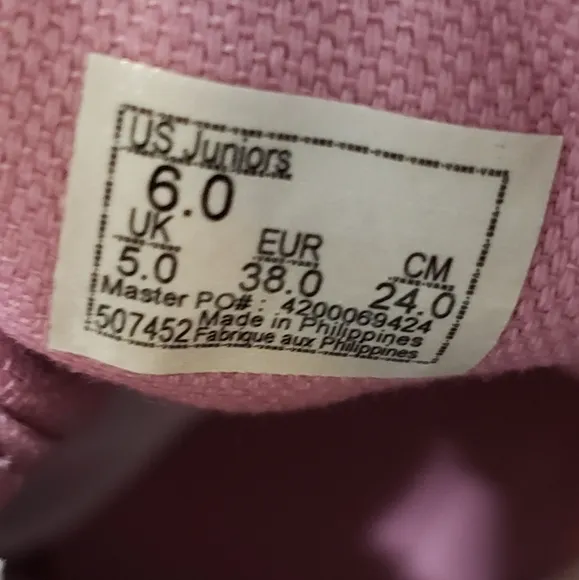 US Juniors
6.0
UK EUR CM
5.0 38.0 24.0
Master PO#: 4200069424
507452 Made in Philippines
Fabrique aux Philippines